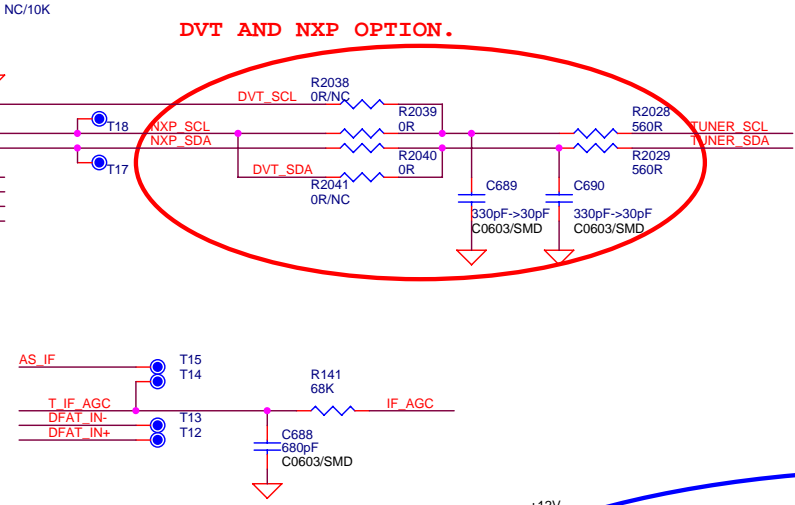 NC/10K
DVT AND NXP OPTION.
R2038
0R/NC
DVT_SCL
R2039
0R
R2028
560R
T18
NXP_SCL
TUNER_SCL
NXP_SDA
TUNER_SDA
T17
R2040
0R
R2029
560R
DVT_SDA
R2041
0R/NC
C689
330pF->30pF
C0603/SMD
C690
330pF->30pF
C0603/SMD
AS_IF
T15
T14
R141
68K
T_IF_AGC
IF_AGC
DFAT_IN-
T13
DFAT_IN+
T12
C688
680pF
C0603/SMD